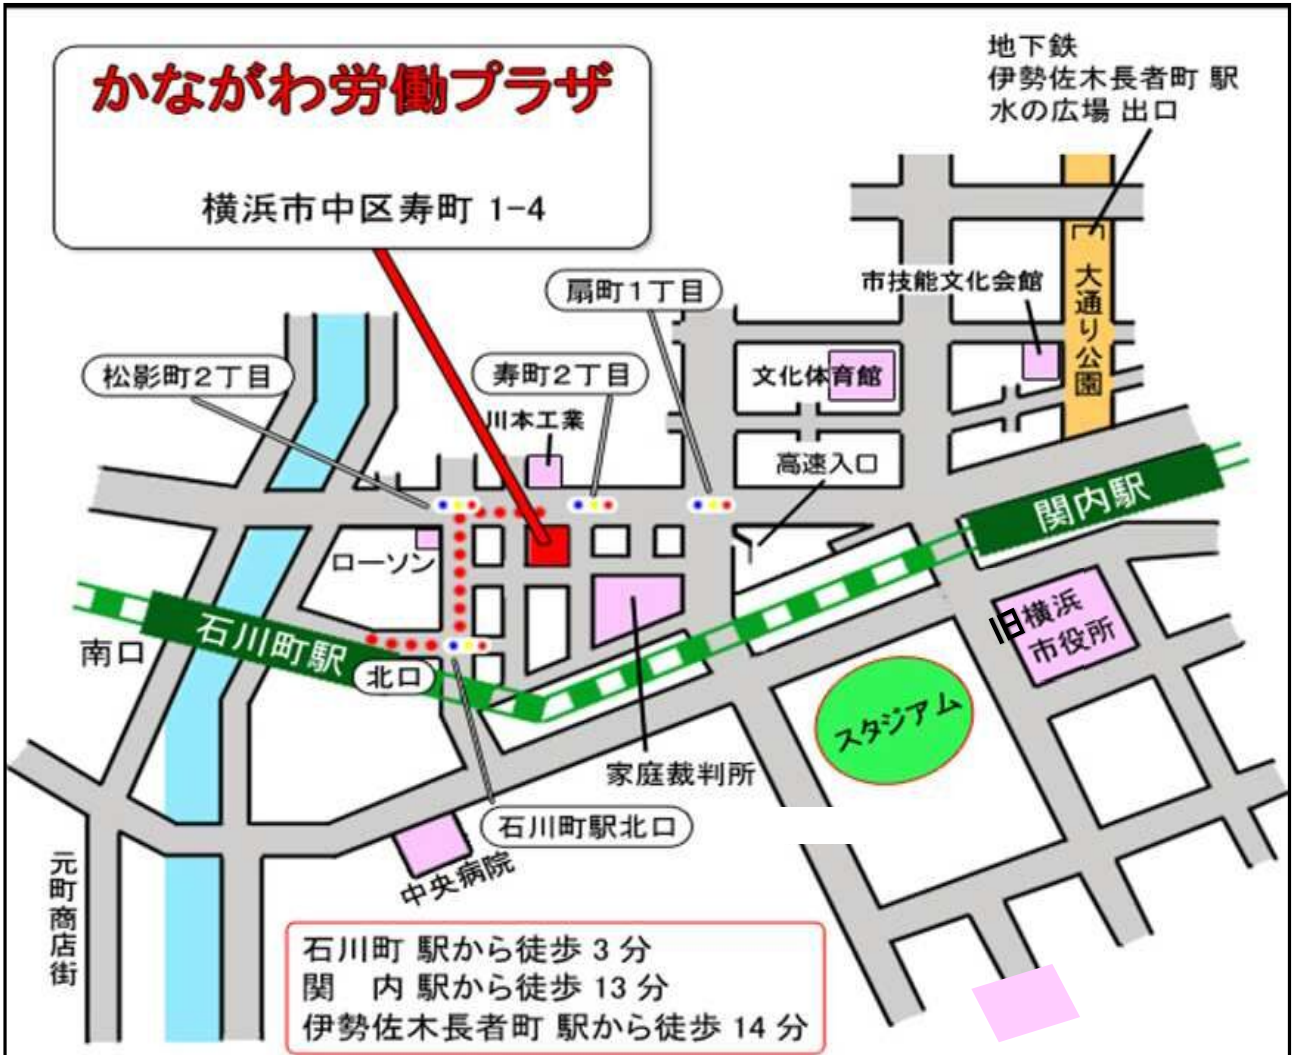 かながわ労働プラザ
横浜市中区寿町 1-4
地下鉄
伊勢佐木長者町 駅
水の広場 出口
扇町1丁目
市技能文化会館
大通り公園
松影町2丁目
寿町2丁目
川本工業
文化体育館
高速入口
関内駅
ローソン
石川町駅
南口
北口
旧横浜
市役所
スタジアム
家庭裁判所
石川町駅北口
中央病院
元町商店街
石川町 駅から徒歩 3 分
関　内 駅から徒歩 13 分
伊勢佐木長者町 駅から徒歩 14 分